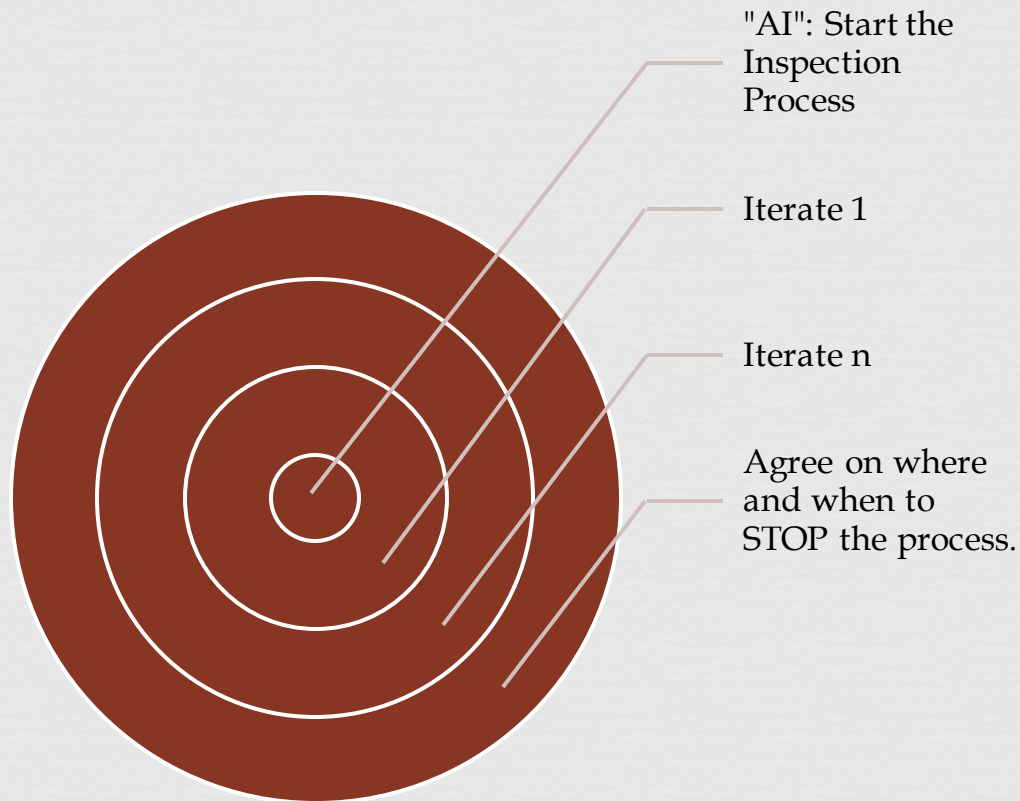 "AI": Start the
Inspection
Process
Iterate 1
Iterate n
Agree on where
and when to
STOP the process.